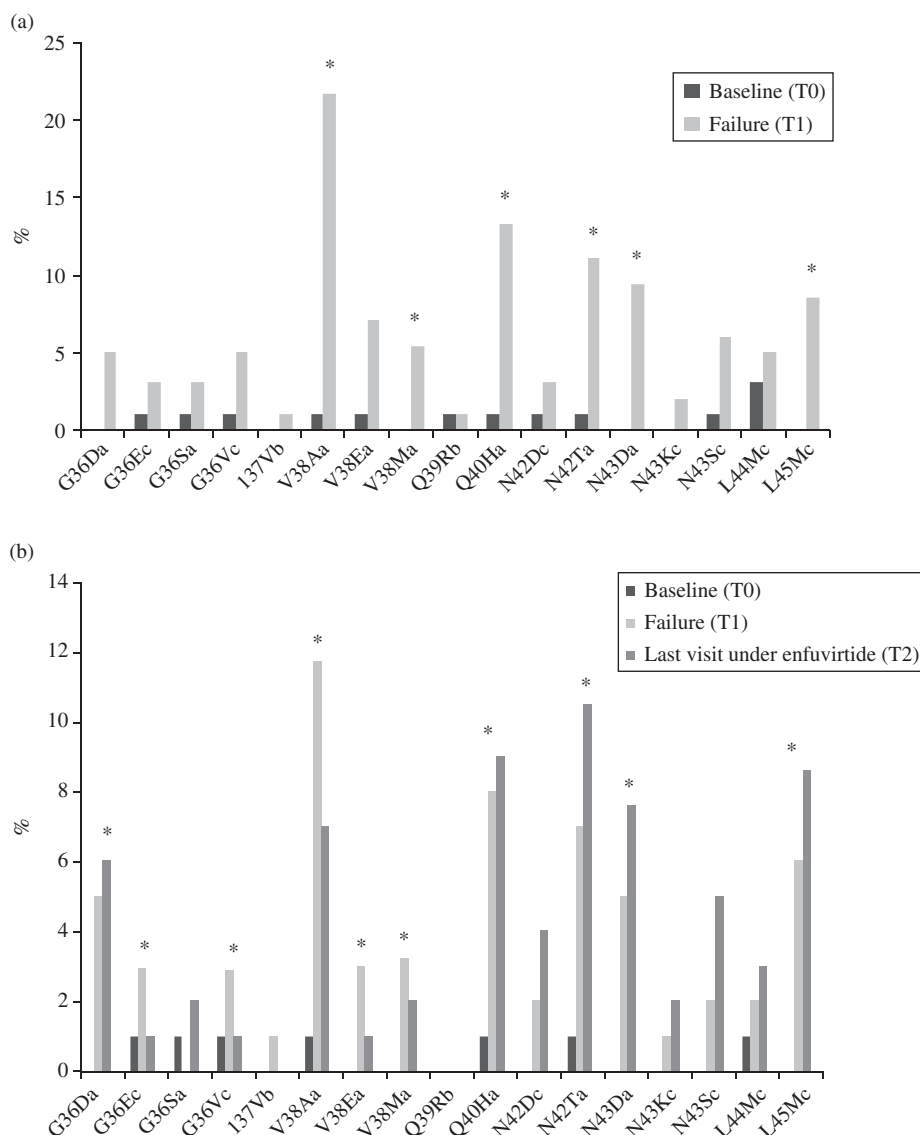 (a)
25
20
15
10
5
0
%
*
*
*
*
*
*
Baseline (T0)
Failure (T1)
G36Da
G36Ec
G36Sa
G36Vc
137Vb
V38Aa
V38Ea
V38Ma
Q39Rb
Q40Ha
N42Dc
N42Ta
N43Da
N43Kc
N43Sc
L44Mc
L45Mc
(b)
14
12
10
8
6
4
2
0
%
*
*
*
*
*
*
*
*
*
*
Baseline (T0)
Failure (T1)
Last visit under enfuvirtide (T2)
G36Da
G36Ec
G36Sa
G36Vc
137Vb
V38Aa
V38Ea
V38Ma
Q39Rb
Q40Ha
N42Dc
N42Ta
N43Da
N43Kc
N43Sc
L44Mc
L45Mc